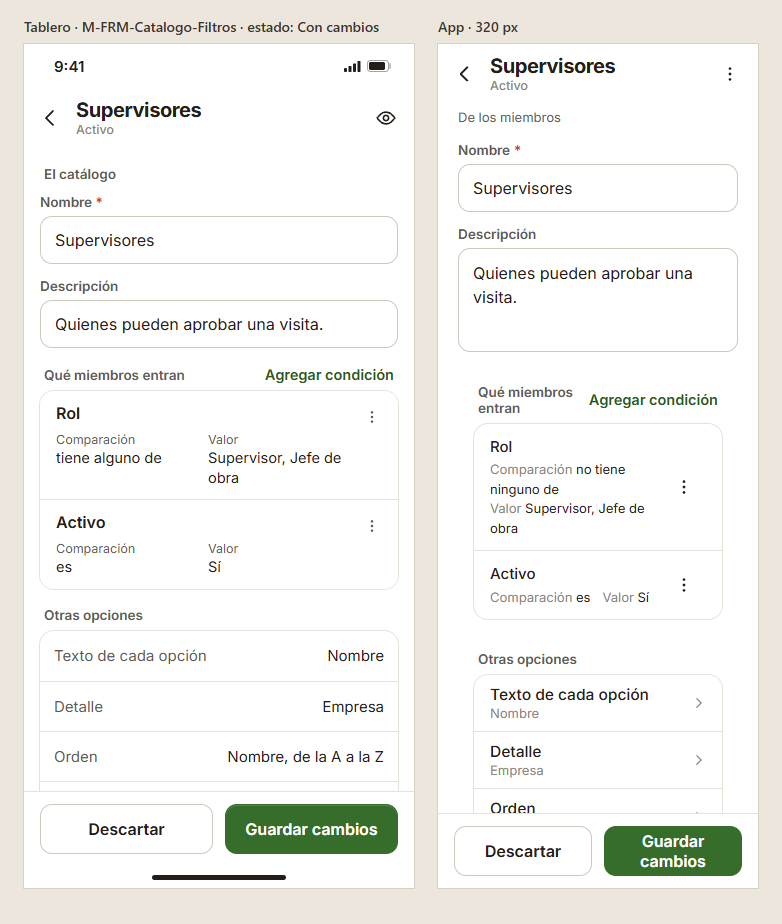 Tablero · M-FRM-Catalogo-Filtros · estado: Con cambios
9:41
Supervisores
Activo
El catálogo
Nombre *
Supervisores
Descripción
Quienes pueden aprobar una visita.
Qué miembros entran
Agregar condición
Rol
Comparación
Valor
tiene alguno de
Supervisor, Jefe de
obra
Activo
Comparación
Valor
es
Sí
Otras opciones
Texto de cada opción
Nombre
Detalle
Empresa
Orden
Nombre, de la A a la Z
Descartar
Guardar cambios
App · 320 px
Supervisores
Activo
De los miembros
Nombre *
Supervisores
Descripción
Quienes pueden aprobar una
visita.
Qué miembros
entran
Agregar condición
Rol
Comparación no tiene
ninguno de
Valor Supervisor, Jefe de
obra
Activo
Comparación es Valor Sí
Otras opciones
Texto de cada opción
Nombre
Detalle
Empresa
Orden
Descartar
Guardar
cambios